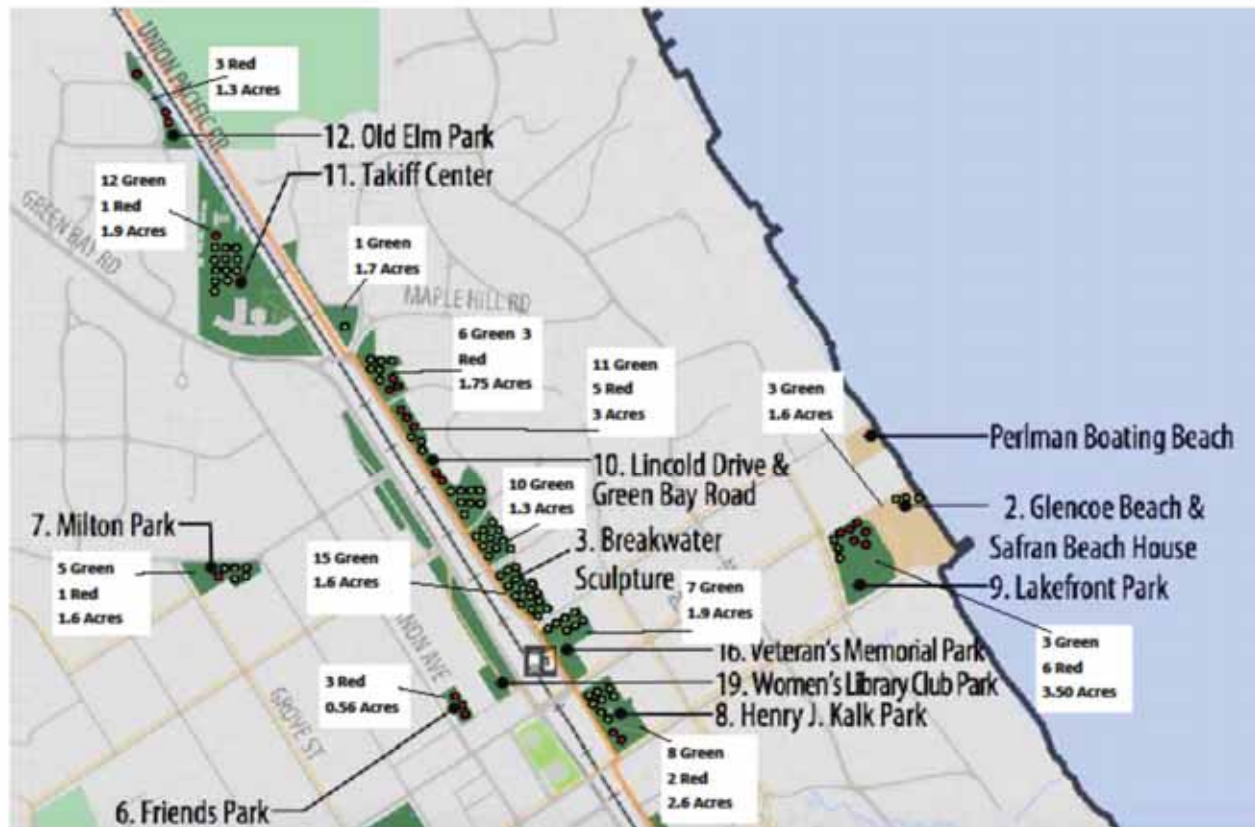 UNION PACIFIC RR
3 Red
1.3 Acres
12. Old Elm Park
11. Takiff Center
12 Green
1 Red
1.9 Acres
GREEN BAY RD
1 Green
1.7 Acres
MAPLE HILL RD
6 Green 3
Red
1.75 Acres
11 Green
5 Red
3 Acres
3 Green
1.6 Acres
Perlman Boating Beach
10. Lincold Drive &
Green Bay Road
10 Green
1.3 Acres
2. Glencoe Beach &
Safran Beach House
7. Milton Park
3. Breakwater
Sculpture
15 Green
1.6 Acres
5 Green
1 Red
1.6 Acres
9. Lakefront Park
7 Green
1.9 Acres
3 Green
6 Red
3.50 Acres
16. Veteran's Memorial Park
19. Women's Library Club Park
8. Henry J. Kalk Park
3 Red
0.56 Acres
AVE
GROVE ST
8 Green
2 Red
2.6 Acres
6. Friends Park